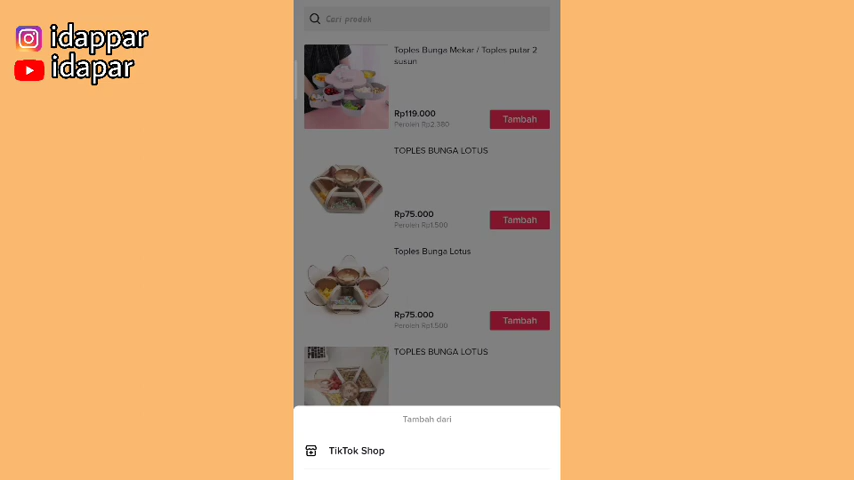 idappar
idapar
Cari produk
Toples Bunga Mekar / Toples putar 2
susun
Rp119.000
Peroleh Rp2.380
Tambah
TOPLES BUNGA LOTUS
Rp75.000
Peroleh Rp1.500
Tambah
Toples Bunga Lotus
Rp75.000
Peroleh Rp1.500
Tambah
TOPLES BUNGA LOTUS
Tambah dari
TikTok Shop